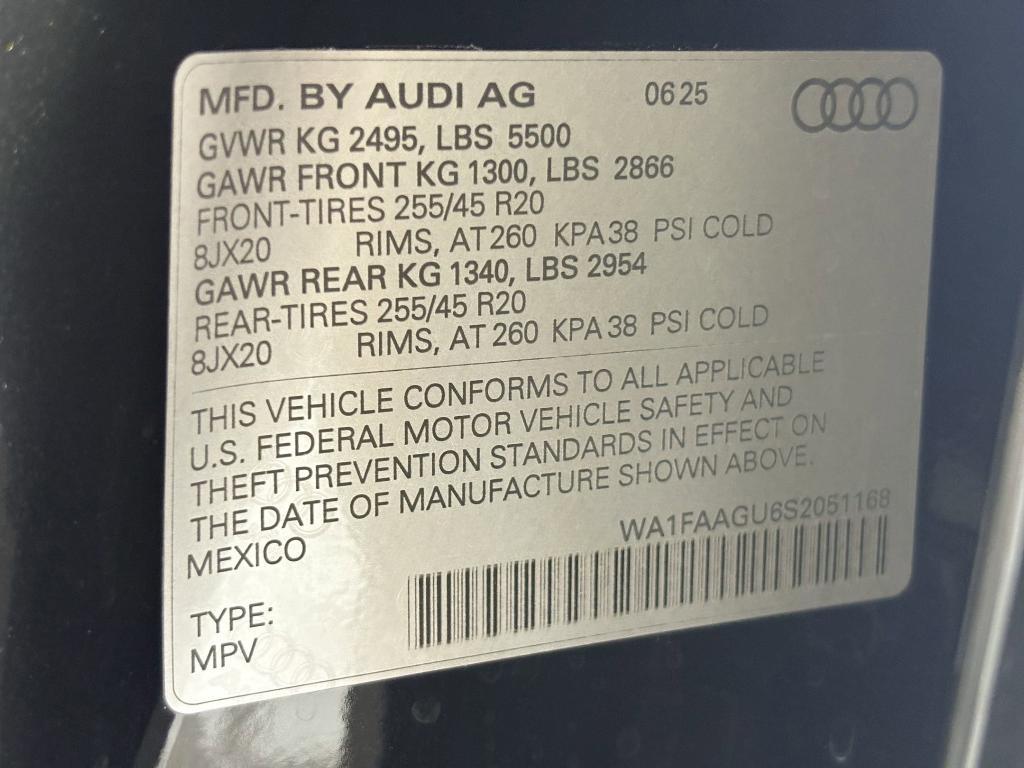 MFD. BY AUDI AG 0625
GVWR KG 2495, LBS 5500
GAWR FRONT KG 1300, LBS 2866
FRONT-TIRES 255/45 R20
8JX20 RIMS, AT 260 KPA 38 PSI COLD
GAWR REAR KG 1340, LBS 2954
REAR-TIRES 255/45 R20
8JX20 RIMS, AT 260 KPA 38 PSI COLD
THIS VEHICLE CONFORMS TO ALL APPLICABLE
U.S. FEDERAL MOTOR VEHICLE SAFETY AND
THEFT PREVENTION STANDARDS IN EFFECT ON
THE DATE OF MANUFACTURE SHOWN ABOVE.
MEXICO WA1FAAGU6S2051168
TYPE:
MPV